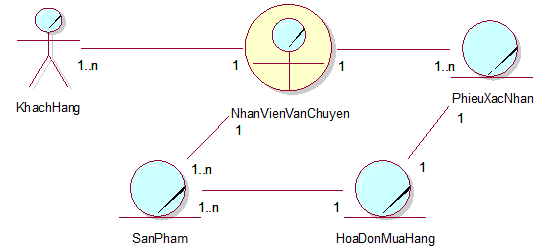 1..n 1 1 1..n
KhachHang
NhanVienVanChuyen
PhieuXacNhan
1 1
1..n 1
1..n 1
SanPham
HoaDonMuaHang